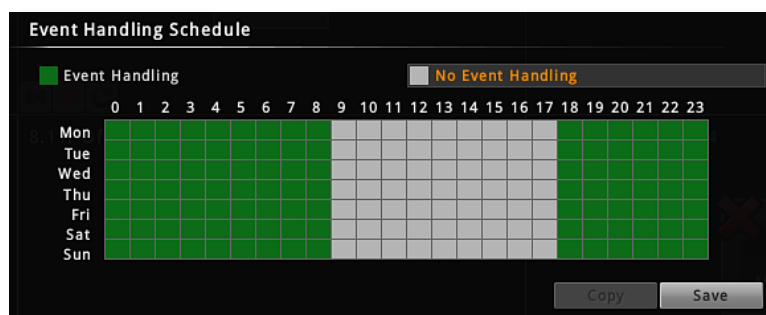 Event Handling Schedule
Event Handling No Event Handling
0 1 2 3 4 5 6 7 8 9 10 11 12 13 14 15 16 17 18 19 20 21 22 23
Mon
Tue
Wed
Thu
Fri
Sat
Sun
Copy Save